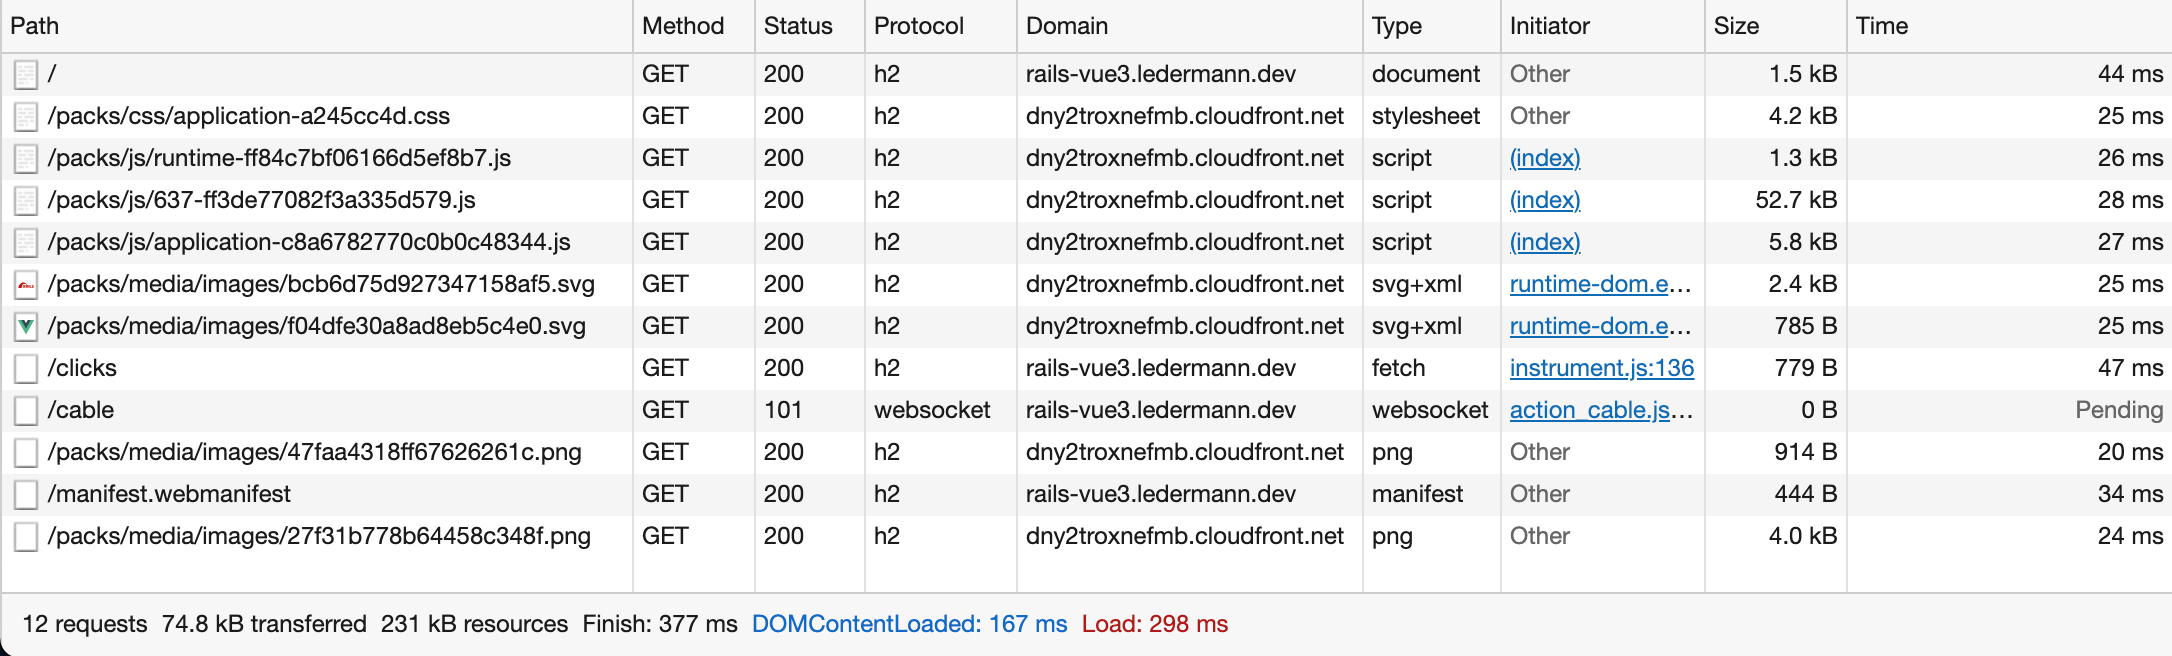 Path Method Status Protocol Domain Type Initiator Size Time
/ GET 200 h2 rails-vue3.ledermann.dev document Other 1.5 kB 44 ms
/packs/css/application-a245cc4d.css GET 200 h2 dny2troxnefmb.cloudfront.net stylesheet Other 4.2 kB 25 ms
/packs/js/runtime-ff84c7bf06166d5ef8b7.js GET 200 h2 dny2troxnefmb.cloudfront.net script (index) 1.3 kB 26 ms
/packs/js/637-ff3de77082f3a335d579.js GET 200 h2 dny2troxnefmb.cloudfront.net script (index) 52.7 kB 28 ms
/packs/js/application-c8a6782770c0b0c48344.js GET 200 h2 dny2troxnefmb.cloudfront.net script (index) 5.8 kB 27 ms
/packs/media/images/bcb6d75d927347158af5.svg GET 200 h2 dny2troxnefmb.cloudfront.net svg+xml runtime-dom.e... 2.4 kB 25 ms
/packs/media/images/f04dfe30a8ad8eb5c4e0.svg GET 200 h2 dny2troxnefmb.cloudfront.net svg+xml runtime-dom.e... 785 B 25 ms
/clicks GET 200 h2 rails-vue3.ledermann.dev fetch instrument.js:136 779 B 47 ms
/cable GET 101 websocket rails-vue3.ledermann.dev websocket action_cable.js... 0 B Pending
/packs/media/images/47faa4318ff67626261c.png GET 200 h2 dny2troxnefmb.cloudfront.net png Other 914 B 20 ms
/manifest.webmanifest GET 200 h2 rails-vue3.ledermann.dev manifest Other 444 B 34 ms
/packs/media/images/27f31b778b64458c348f.png GET 200 h2 dny2troxnefmb.cloudfront.net png Other 4.0 kB 24 ms
12 requests 74.8 kB transferred 231 kB resources Finish: 377 ms DOMContentLoaded: 167 ms Load: 298 ms